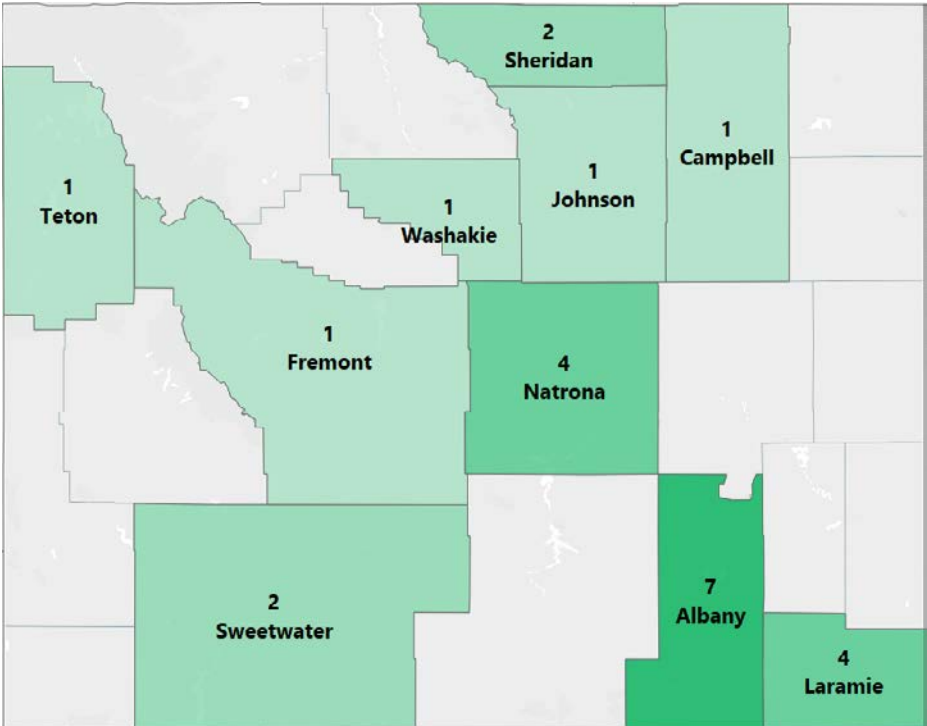 2
Sheridan
1
Campbell
1
Johnson
1
Teton
1
Washakie
1
Fremont
4
Natrona
2
Sweetwater
7
Albany
4
Laramie